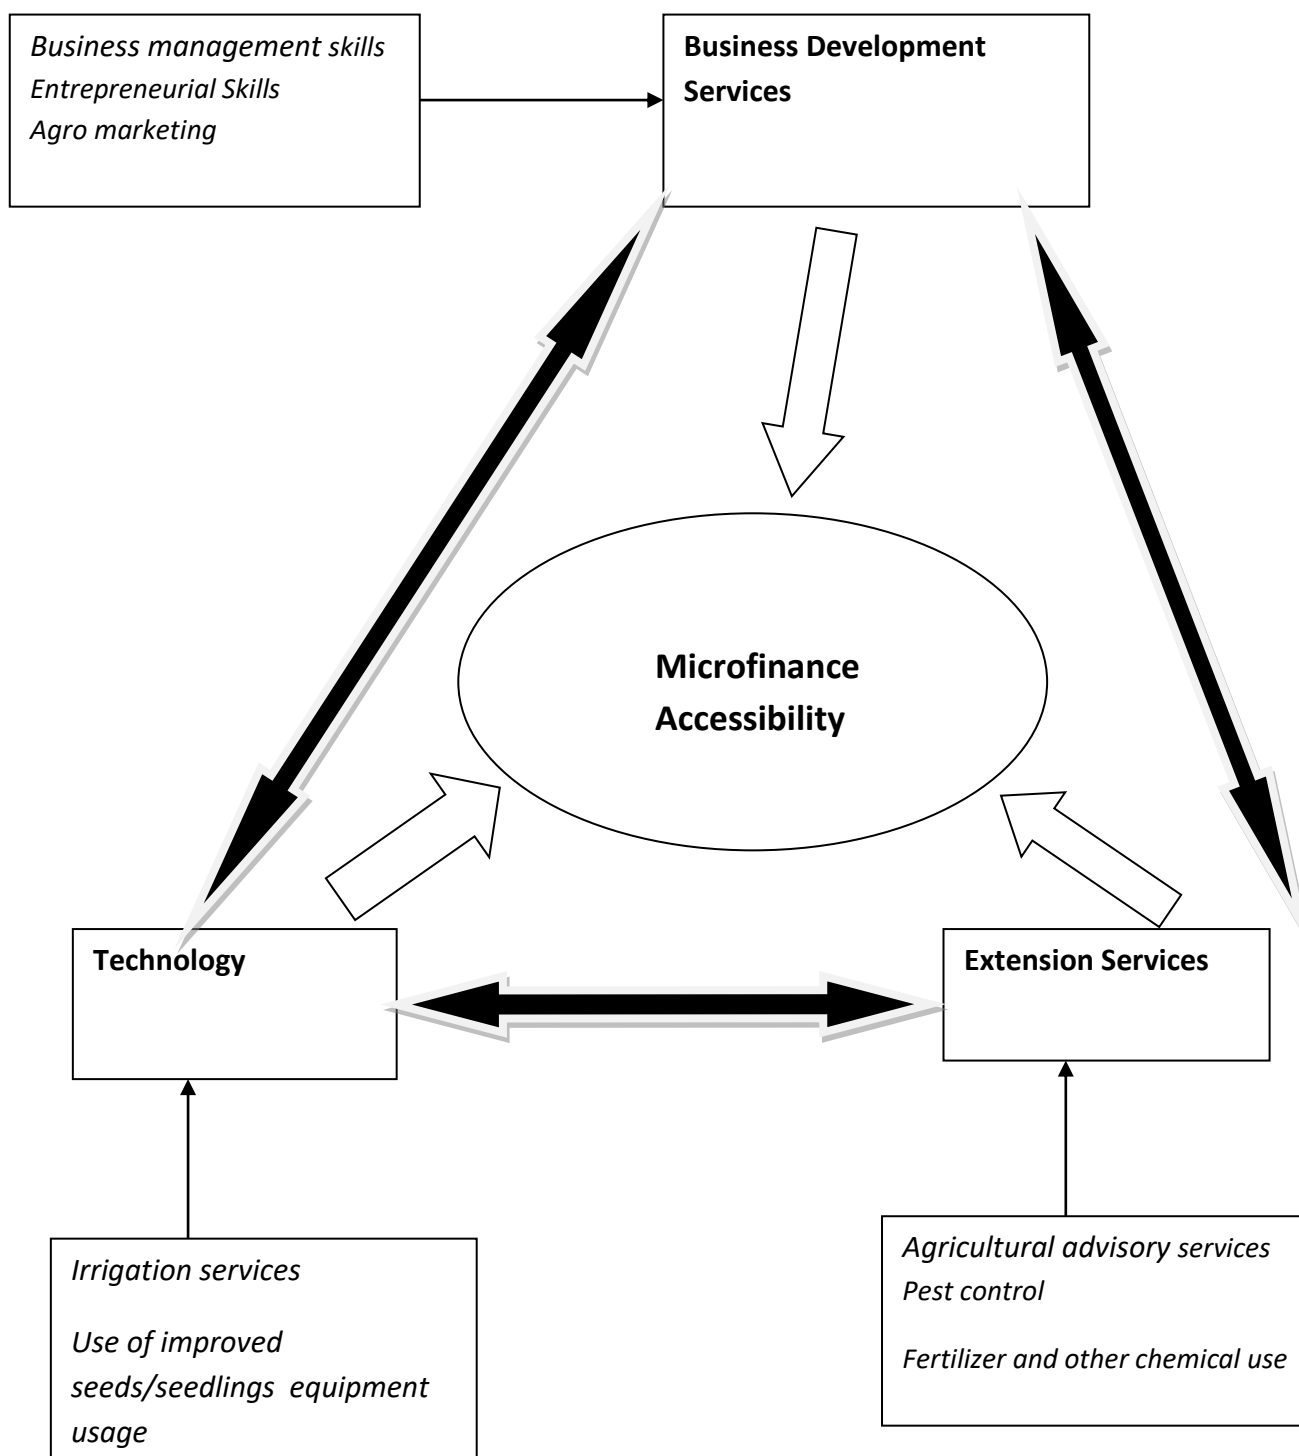 Business management skills
Entrepreneurial Skills
Agro marketing
Business Development
Services
Microfinance
Accessibility
Technology
Extension Services
Irrigation services
Use of improved
seeds/seedlings equipment
usage
Agricultural advisory services
Pest control
Fertilizer and other chemical use